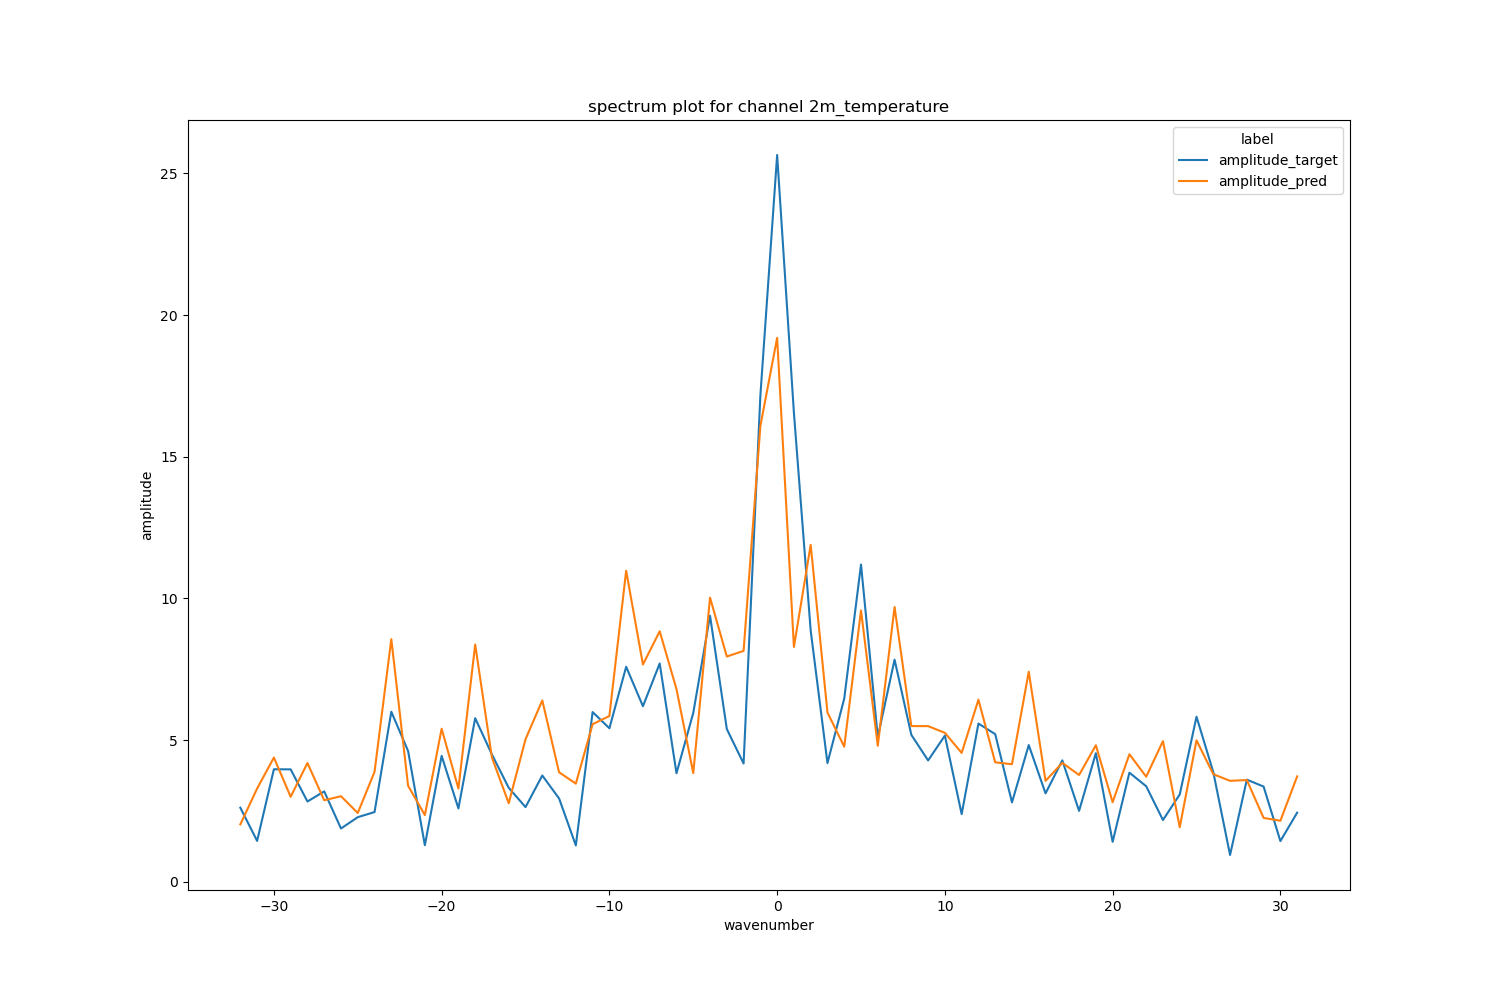 spectrum plot for channel 2m_temperature
label
amplitude_target
amplitude_pred
amplitude
25
20
15
10
5
0
−30
−20
−10
0
10
20
30
wavenumber